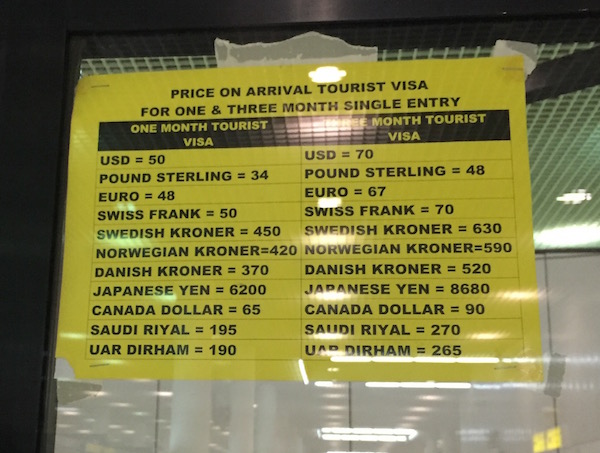 PRICE ON ARRIVAL TOURIST VISA
FOR ONE & THREE MONTH SINGLE ENTRY
ONE MONTH TOURIST VISA
THREE MONTH TOURIST VISA
USD = 50 USD = 70
POUND STERLING = 34 POUND STERLING = 48
EURO = 48 EURO = 67
SWISS FRANK = 50 SWISS FRANK = 70
SWEDISH KRONER = 450 SWEDISH KRONER = 630
NORWEGIAN KRONER=420 NORWEGIAN KRONER=590
DANISH KRONER = 370 DANISH KRONER = 520
JAPANESE YEN = 6200 JAPANESE YEN = 8680
CANADA DOLLAR = 65 CANADA DOLLAR = 90
SAUDI RIYAL = 195 SAUDI RIYAL = 270
UAR DIRHAM = 190 UAR DIRHAM = 265